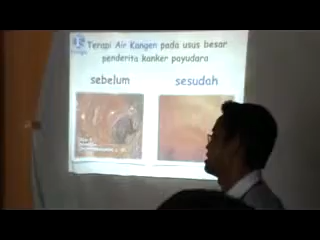 Terapi Air Kangen pada usus besar
penderita kanker payudara
sebelum sesudah